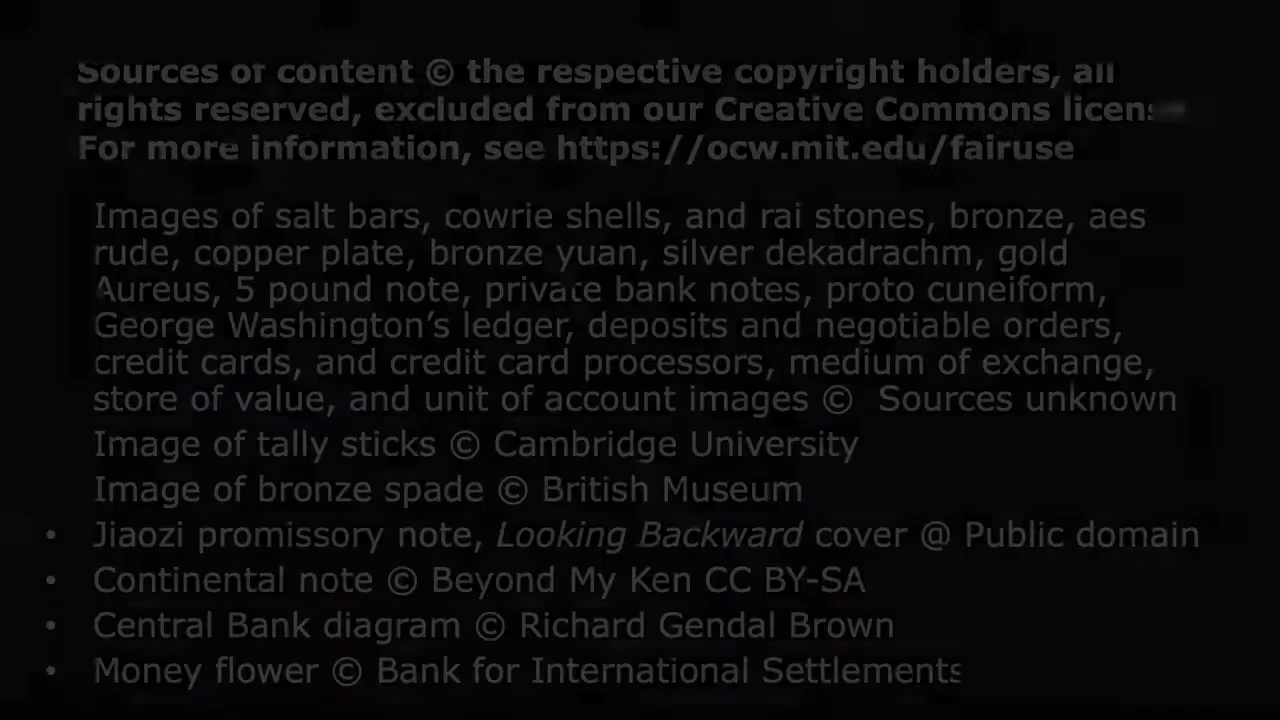 Sources of content © the respective copyright holders, all
rights reserved, excluded from our Creative Commons
For more information, see https://ocw.mit.edu/fairuse
Images of salt bars, cowrie shells, and rai stones, bronze, aes
rude, copper plate, bronze yuan, silver dekadrachm, gold
Aureus, 5 pound note, private bank notes, proto cuneiform,
George Washington’s ledger, deposits and negotiable orders,
credit cards, and credit card processors, medium of exchange,
store of value, and unit of account images © Sources unknown
Image of tally sticks © Cambridge University
Image of bronze spade © British Museum
• Jiaozi promissory note, Looking Backward cover @ Public domain
• Continental note © Beyond My Ken CC BY-SA
• Central Bank diagram © Richard Gendal Brown
• Money flower © Bank for International Settlements